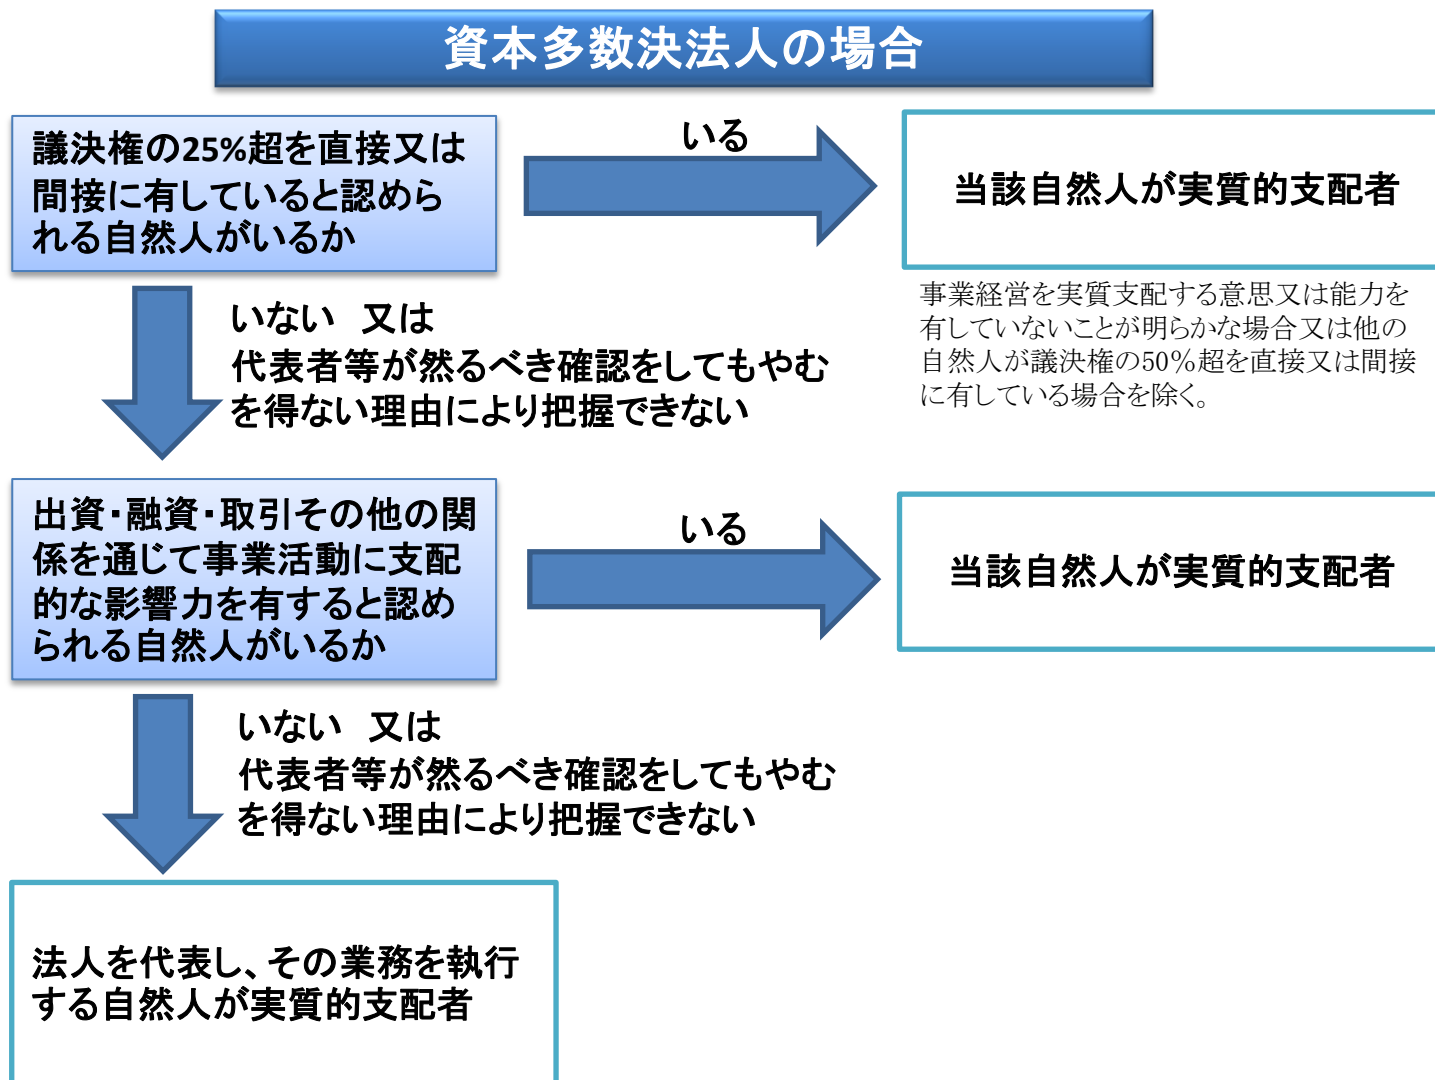 資本多数決法人の場合
議決権の25%超を直接又は
間接に有していると認めら
れる自然人がいるか
いる
当該自然人が実質的支配者
事業経営を実質支配する意思又は能力を
有していないことが明らかな場合又は他の
自然人が議決権の50％超を直接又は間接
に有している場合を除く。
いない　又は
代表者等が然るべき確認をしてもやむ
を得ない理由により把握できない
出資・融資・取引その他の関
係を通じて事業活動に支配
的な影響力を有すると認め
られる自然人がいるか
いる
当該自然人が実質的支配者
いない　又は
代表者等が然るべき確認をしてもやむ
を得ない理由により把握できない
法人を代表し、その業務を執行
する自然人が実質的支配者